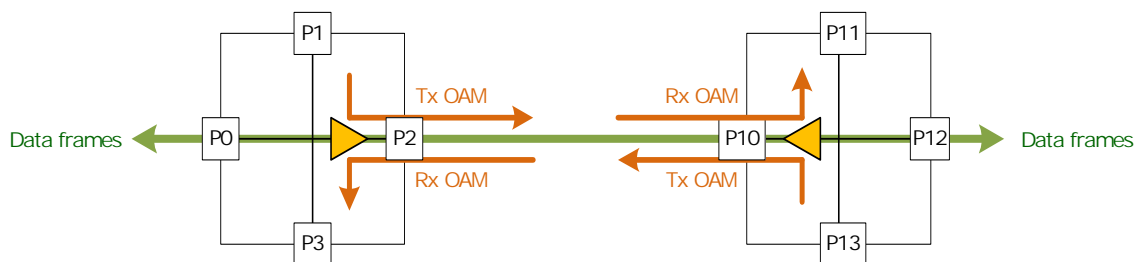 P1
P11
Tx OAM
Rx OAM
Data frames
P0
P2
P10
P12
Data frames
Rx OAM
Tx OAM
P3
P13